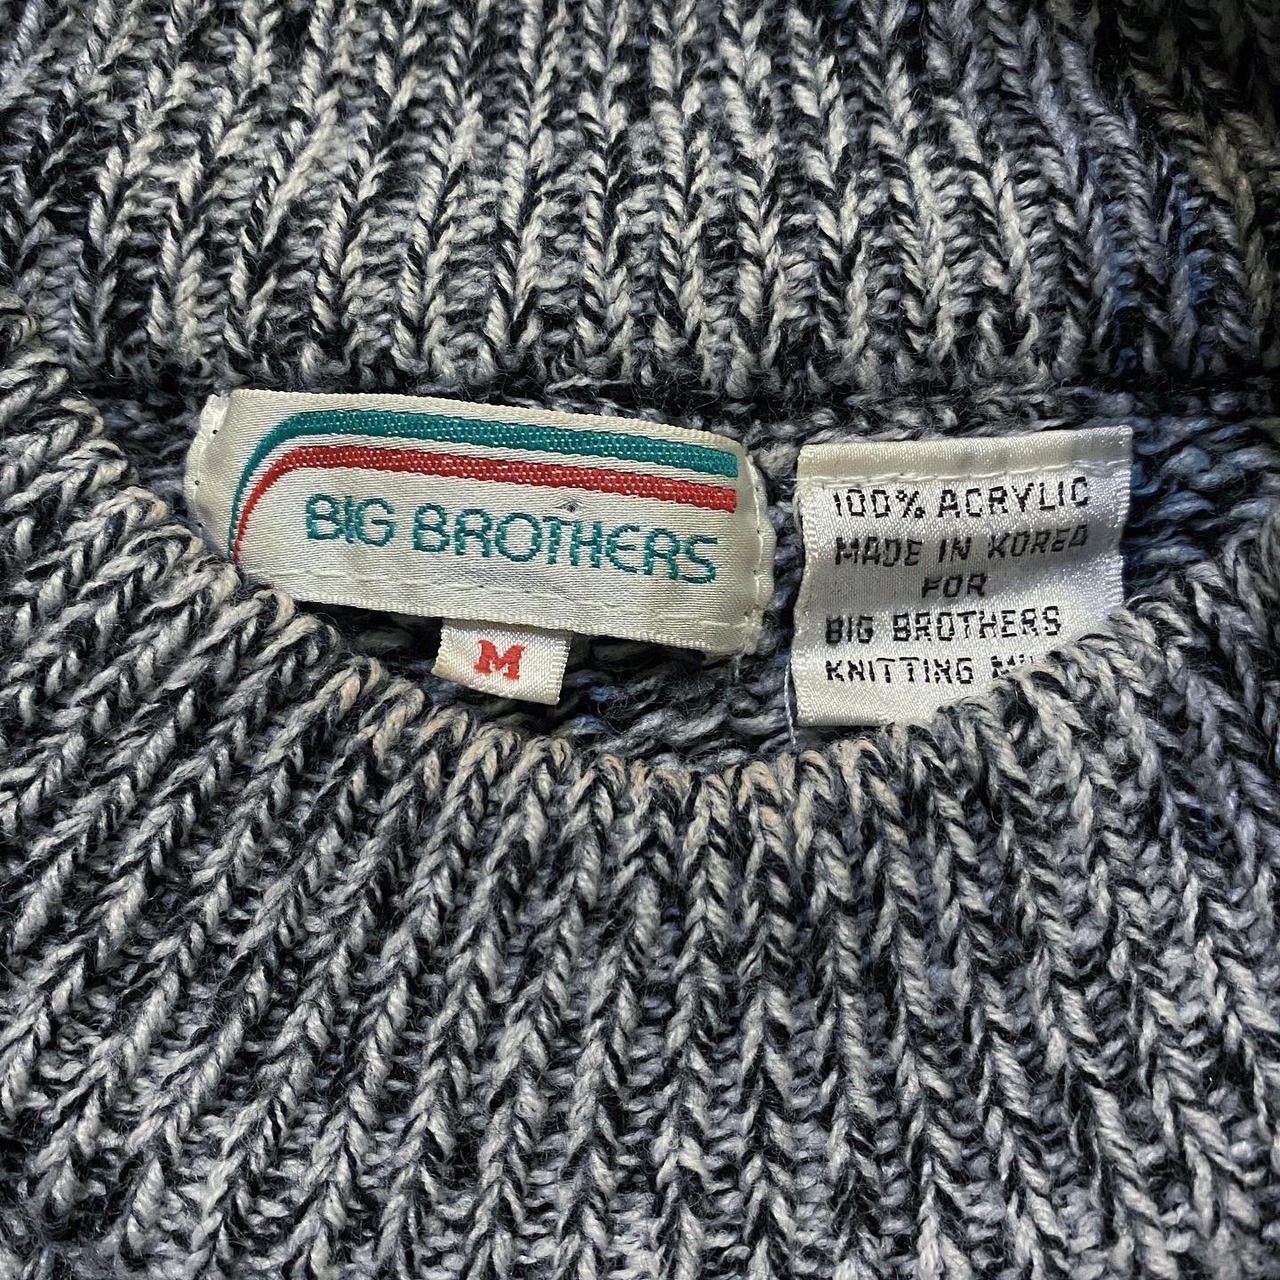 BIG BROTHERS
M
100% ACRYLIC
MADE IN KOREA
FOR
BIG BROTHERS
KNITTING